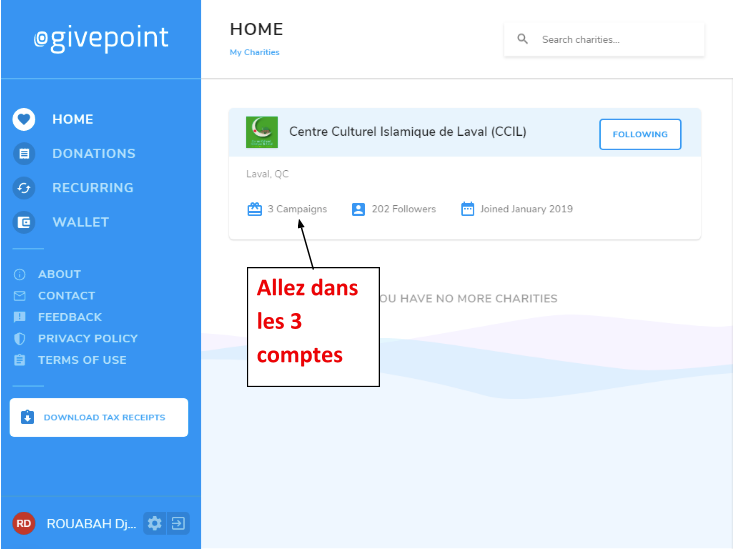 givepoint
HOME
My Charities
Search charities...
HOME
DONATIONS
RECURRING
WALLET
ABOUT
CONTACT
FEEDBACK
PRIVACY POLICY
TERMS OF USE
DOWNLOAD TAX RECEIPTS
RD ROUABAH Dj...
Centre Culturel Islamique de Laval (CCIL)
FOLLOWING
Laval, QC
3 Campaigns 202 Followers Joined January 2019
Allez dans
les 3
comptes
OU HAVE NO MORE CHARITIES